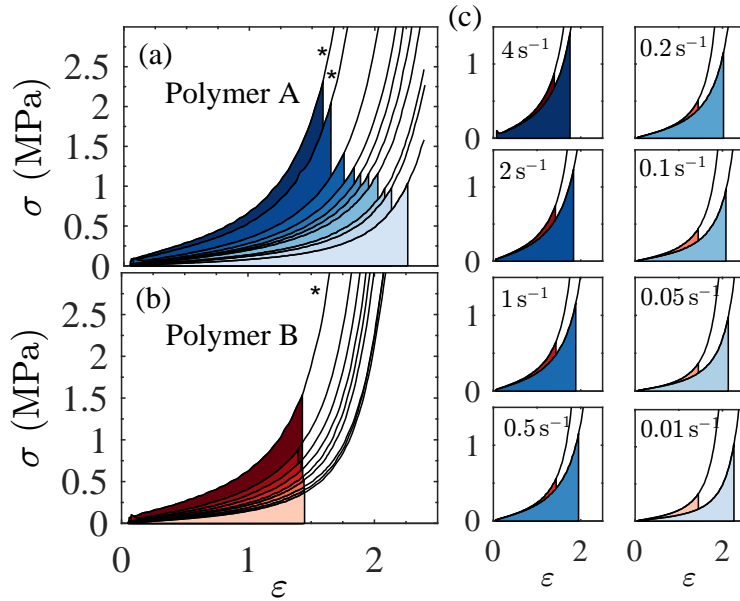 (a)
Polymer A
*
*
σ (MPa)
2.5
2
1.5
1
0.5
0
(b)
Polymer B
*
σ (MPa)
2.5
2
1.5
1
0.5
0
0
1
2
ε
(c)
4 s⁻¹
0.2 s⁻¹
1
0
2 s⁻¹
0.1 s⁻¹
1
0
1 s⁻¹
0.05 s⁻¹
1
0
0.5 s⁻¹
0.01 s⁻¹
1
0
0
2
0
2
ε
ε